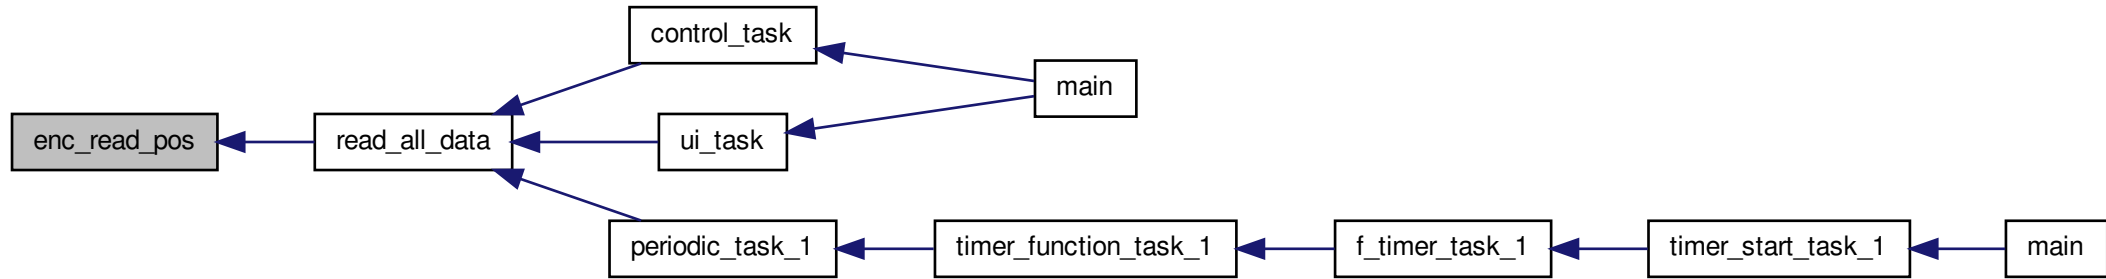 control_task
main
enc_read_pos
read_all_data
ui_task
periodic_task_1
timer_function_task_1
f_timer_task_1
timer_start_task_1
main